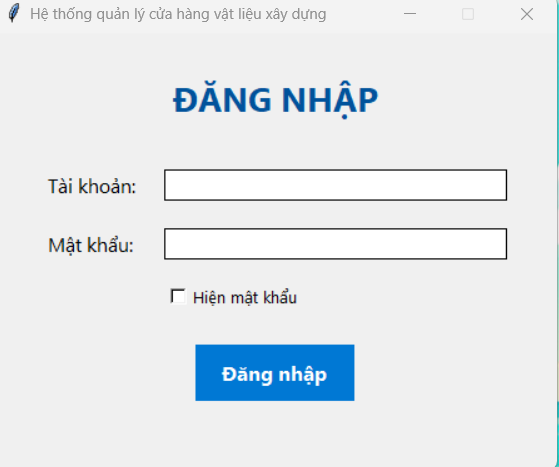 Hệ thống quản lý cửa hàng vật liệu xây dựng
ĐĂNG NHẬP
Tài khoản:
Mật khẩu:
Hiện mật khẩu
Đăng nhập